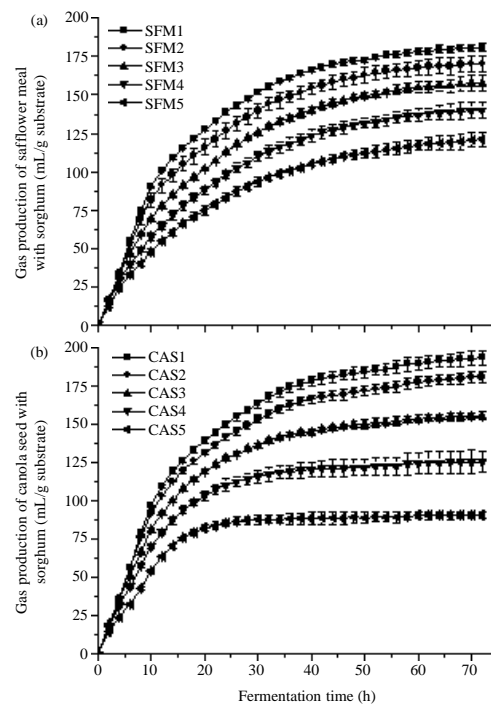 (a)
SFM1
SFM2
SFM3
SFM4
SFM5
Gas production of safflower meal
with sorghum (mL/g substrate)
200
175
150
125
100
75
50
25
0
(b)
CAS1
CAS2
CAS3
CAS4
CAS5
Gas production of canola seed with
sorghum (mL/g substrate)
200
175
150
125
100
75
50
25
0
0 10 20 30 40 50 60 70
Fermentation time (h)